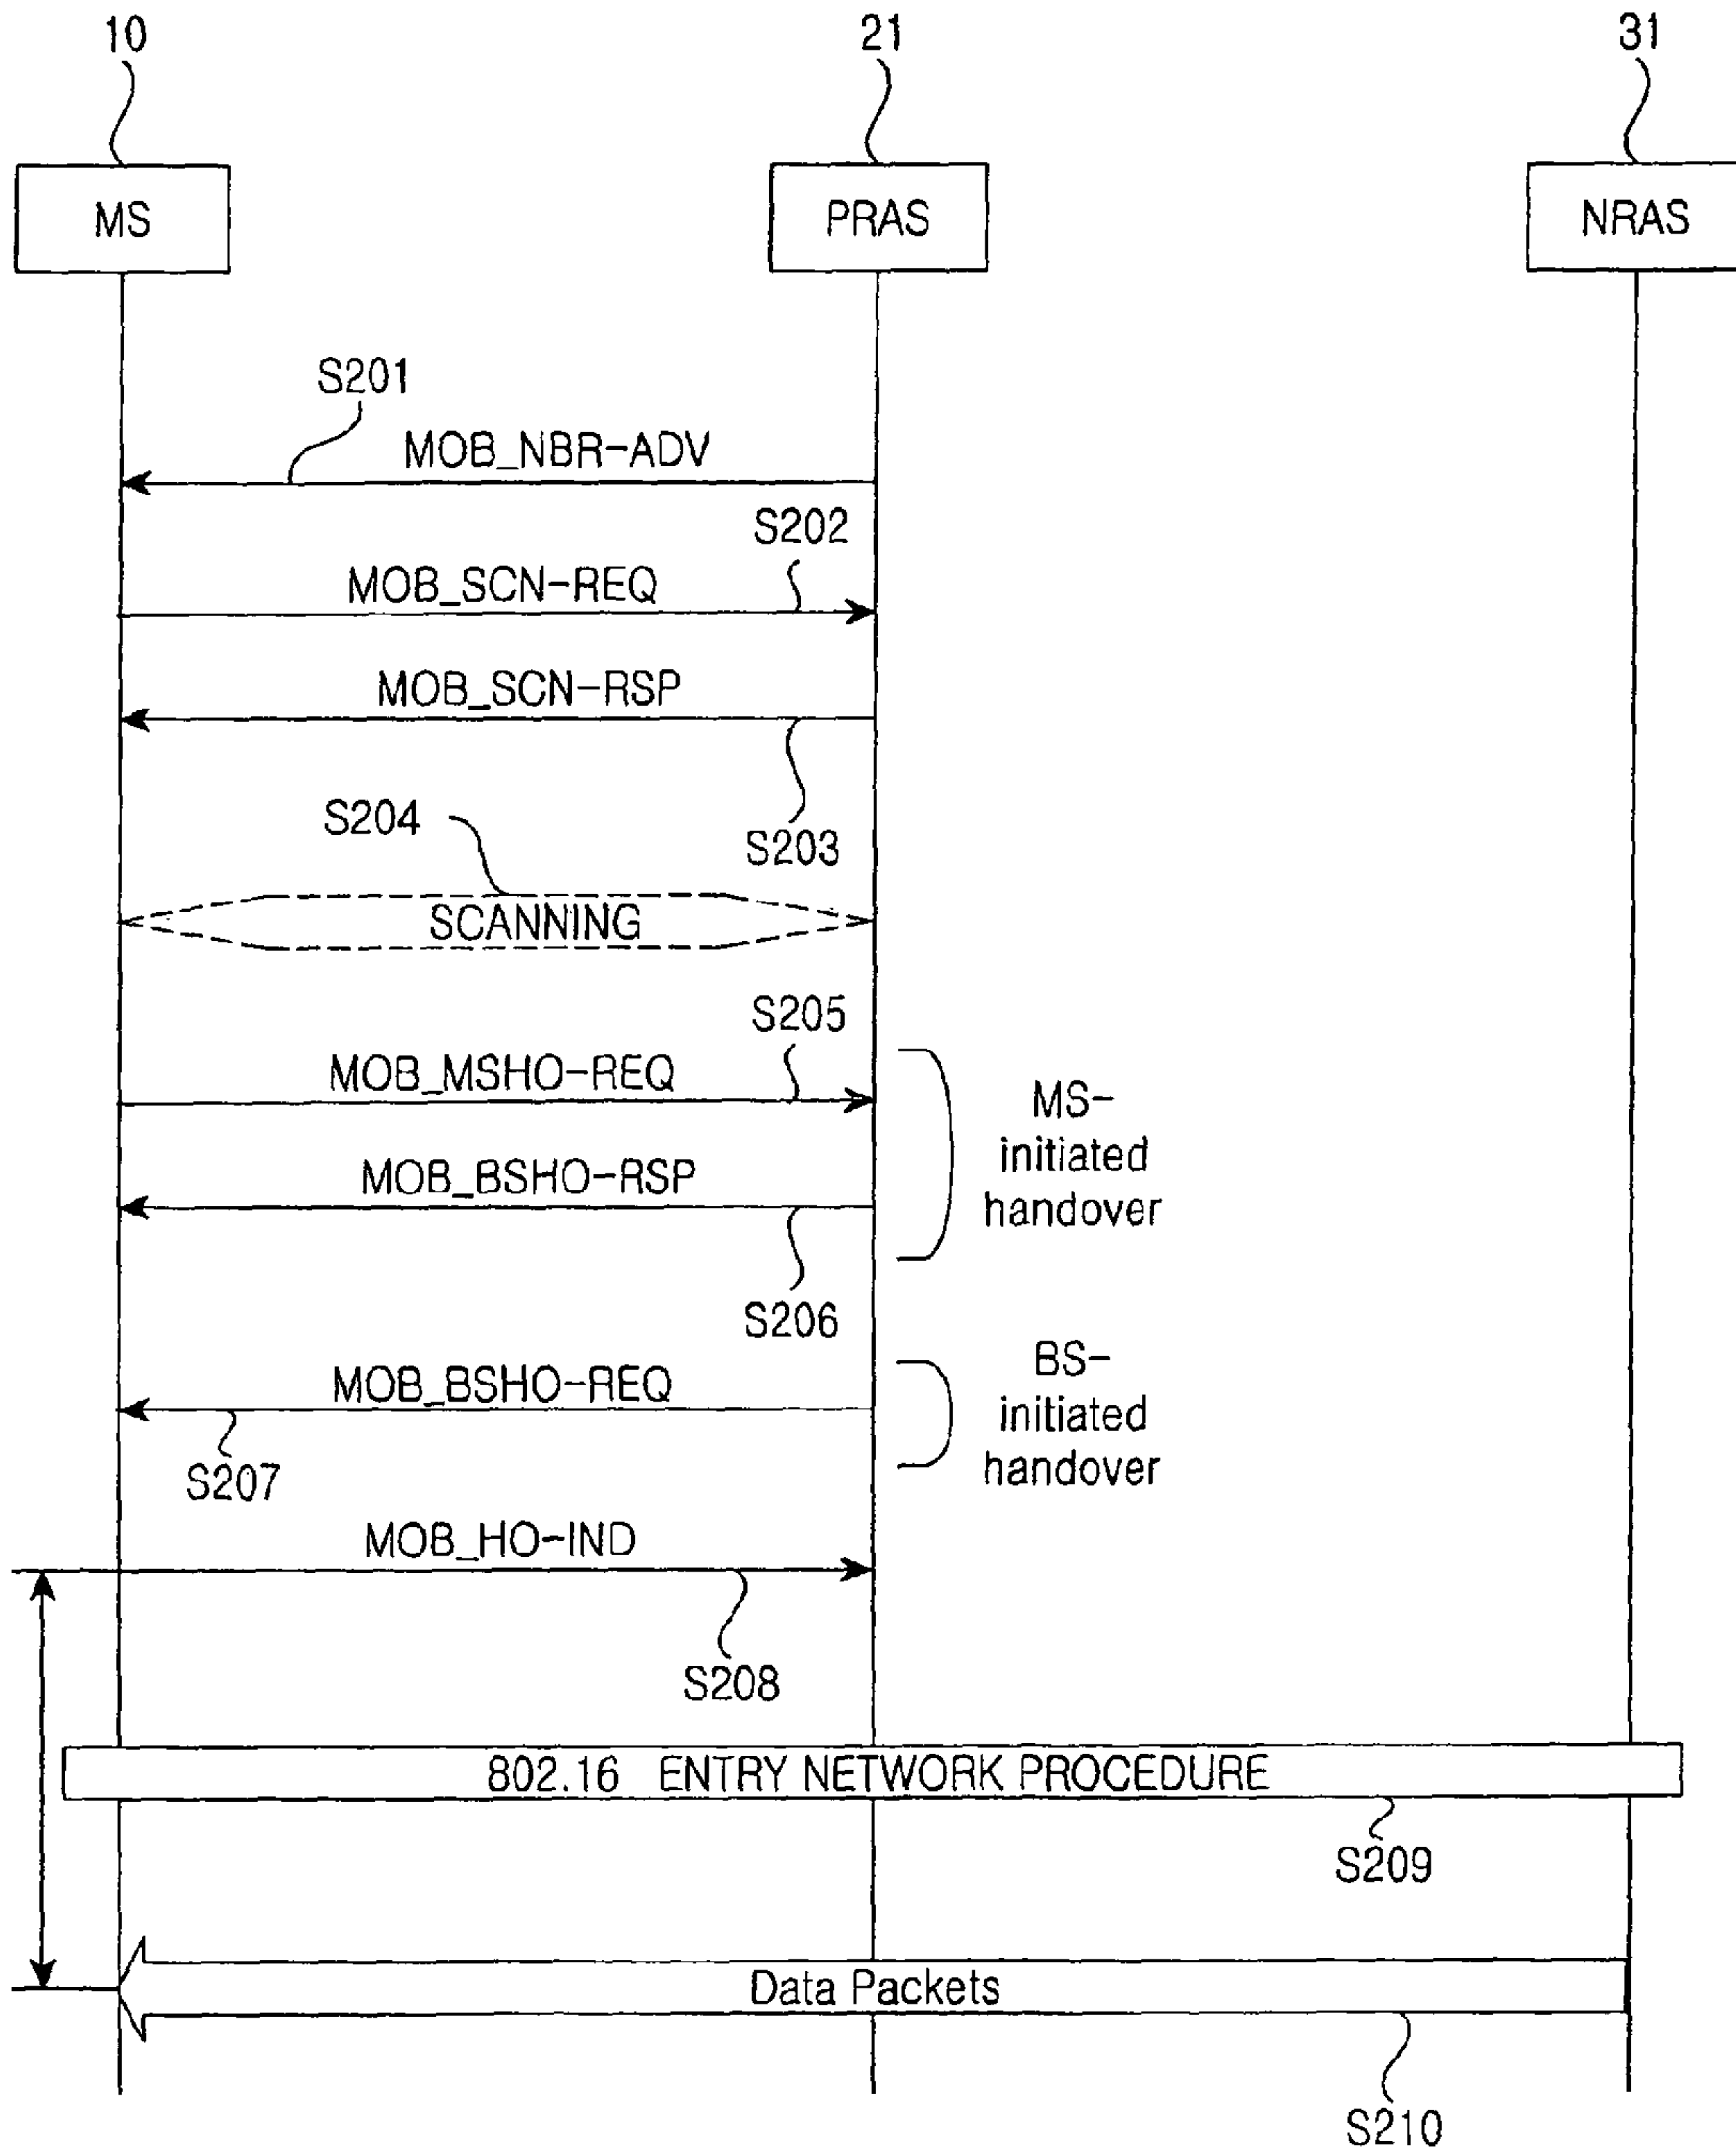 10
21
31
MS
PRAS
NRAS
S201
MOB_NBR-ADV
S202
MOB_SCN-REQ
MOB_SCN-RSP
S203
S204
SCANNING
S205
MOB_MSHO-REQ
MS-
initiated
handover
MOB_BSHO-RSP
S206
BS-
initiated
handover
MOB_BSHO-REQ
S207
MOB_HO-IND
S208
802.16 ENTRY NETWORK PROCEDURE
S209
Data Packets
S210